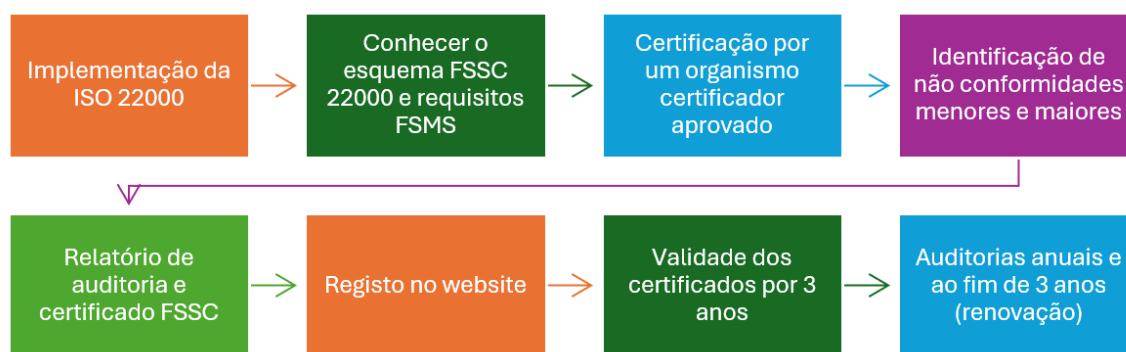 Implementação da
ISO 22000
Conhecer o
esquema FSSC
22000 e requisitos
FSMS
Certificação por
um organismo
certificador
aprovado
Identificação de
não conformidades
menores e maiores
Relatório de
auditoria e
certificado FSSC
Registo no website
Validade dos
certificados por 3
anos
Auditorias anuais e
ao fim de 3 anos
(renovação)